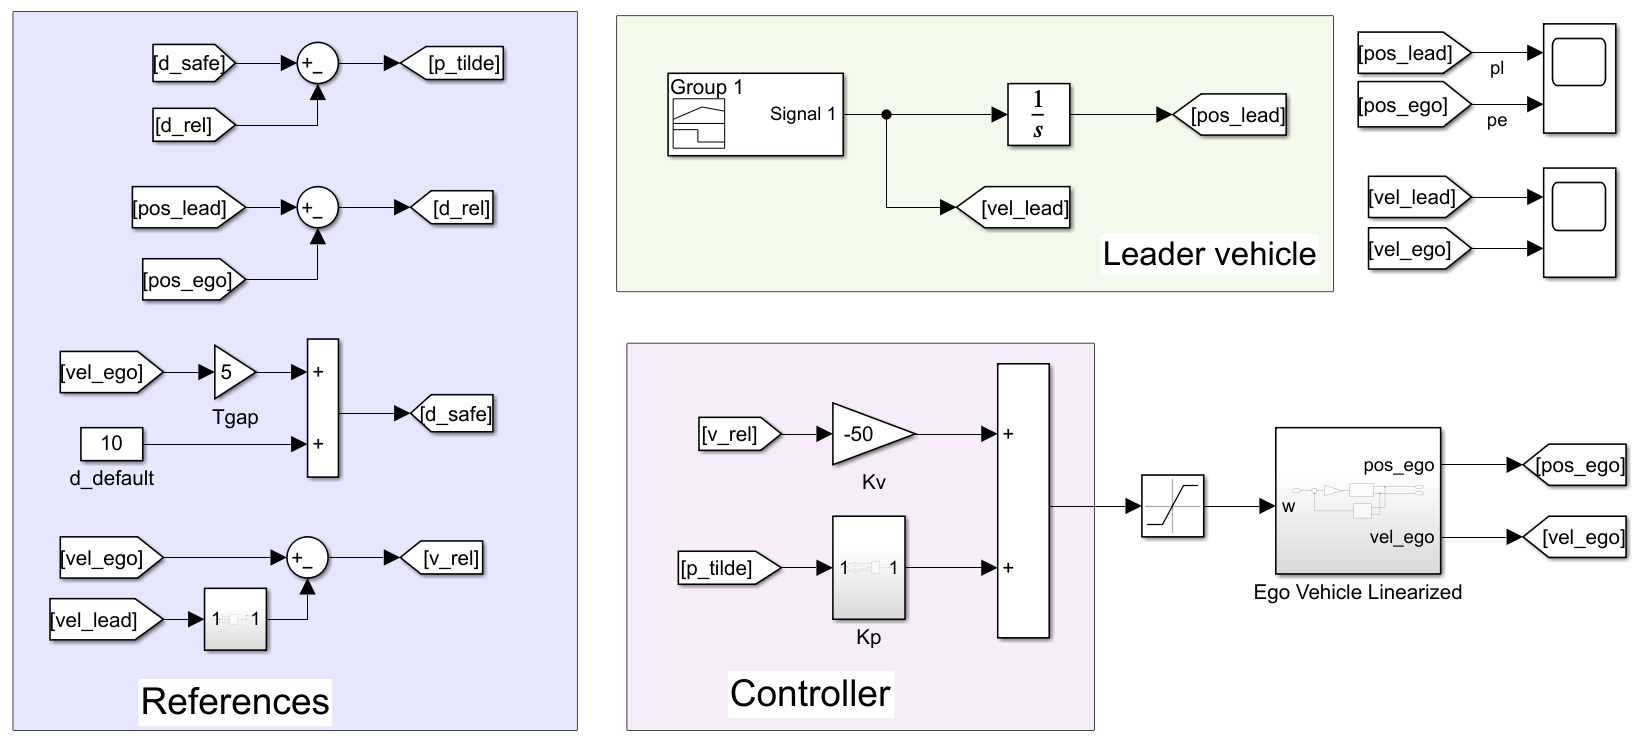 [d_safe]
+
_
[p_tilde]
[d_rel]
[pos_lead]
+
_
[d_rel]
[pos_ego]
[vel_ego]
5
+
Tgap
[d_safe]
10
+
d_default
[vel_ego]
+
_
[v_rel]
[vel_lead]
1 1
References
Group 1
Signal 1
1
s
[pos_lead]
[vel_lead]
Leader vehicle
[pos_lead]
pl
[pos_ego]
pe
[vel_lead]
[vel_ego]
[v_rel]
-50
+
Kv
[p_tilde]
1 1
+
Kp
Controller
w
pos_ego
vel_ego
Ego Vehicle Linearized
[pos_ego]
[vel_ego]